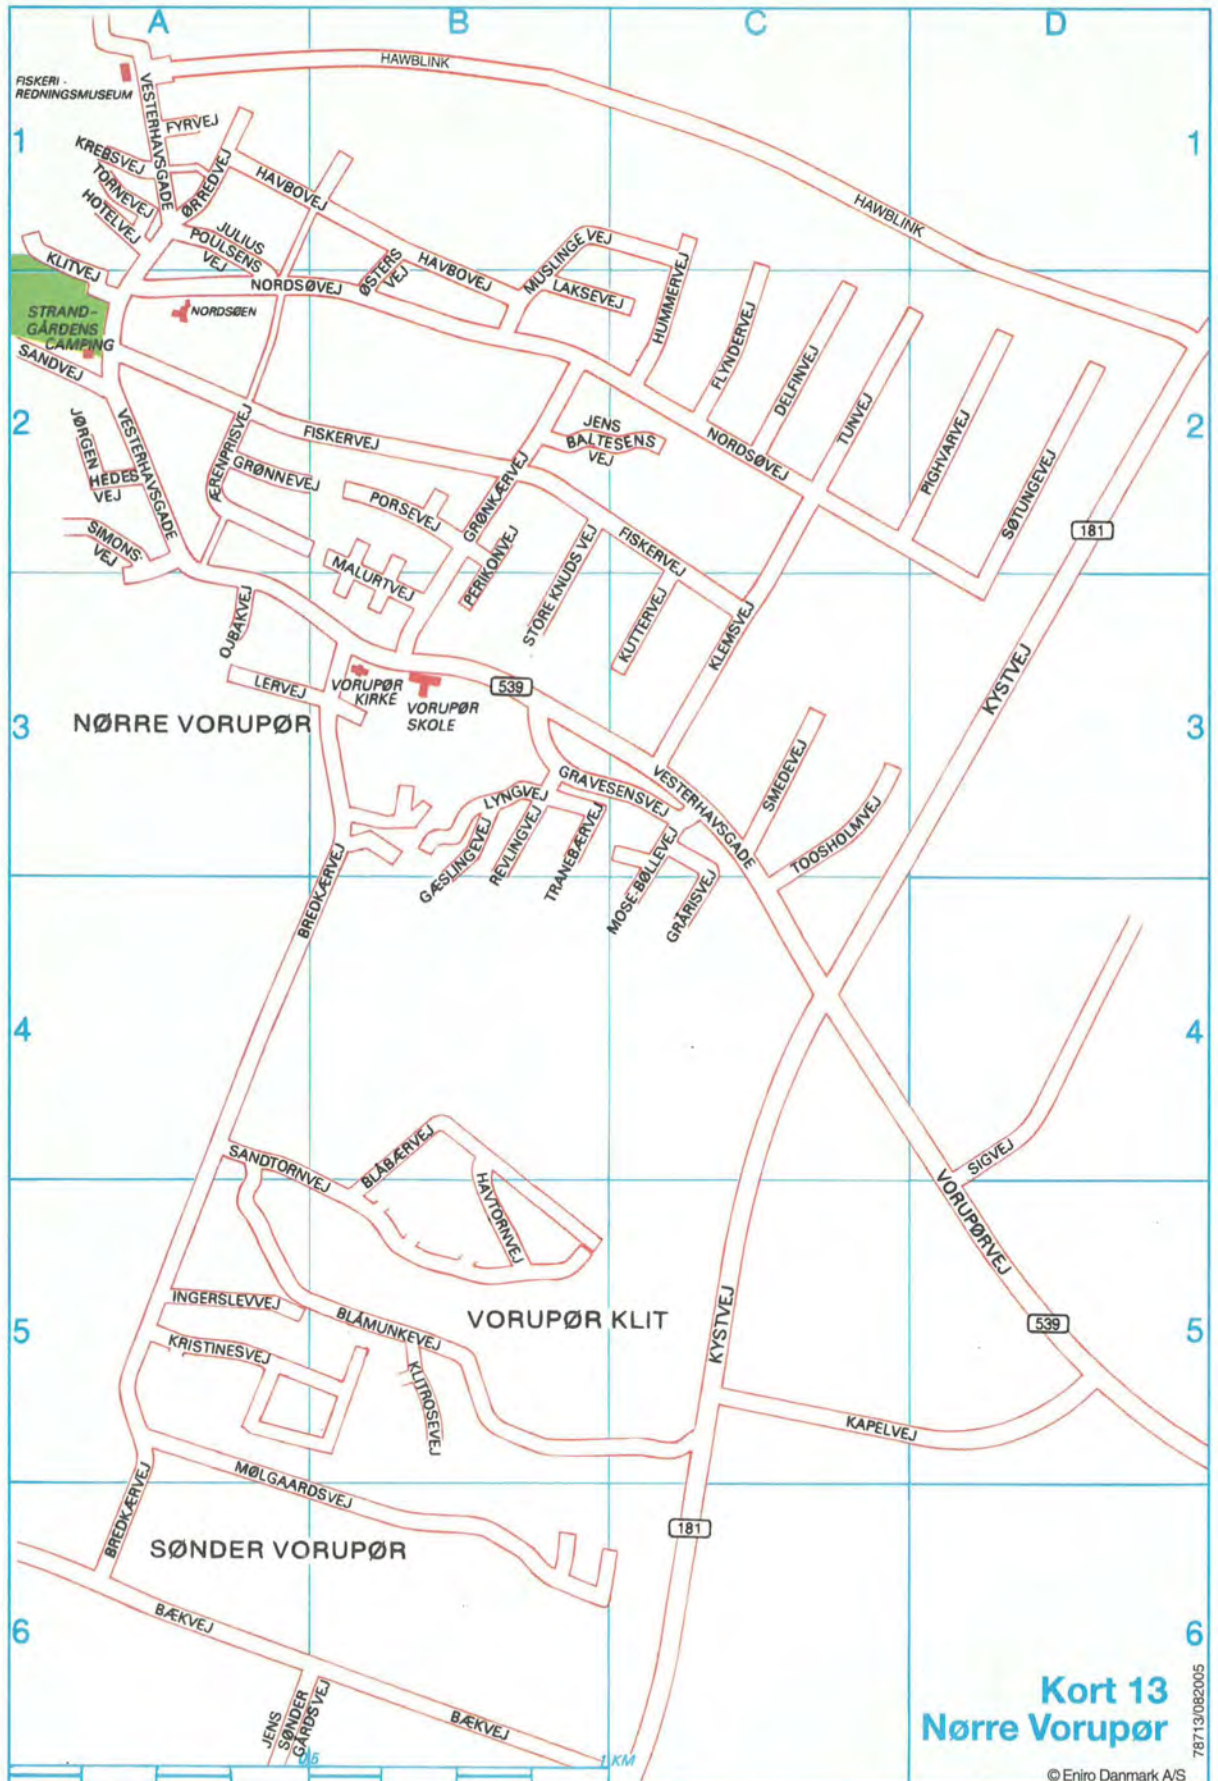 A
B
C
D
HAWBLINK
FISKERI -
REDNINGSMUSEUM
VESTERHAVSGADE
FYRVEJ
1
1
KREBSVEJ
TORNEVEJ
HOTELVEJ
ØRREDVEJ
HAVBOVEJ
HAWBLINK
JULIUS
POULSENS
VEJ
KLITVEJ
ØSTERS
VEJ
HAVBOVEJ
MUSLINGEVEJ
LAKSEVEJ
HUMMERVEJ
NORDSØVEJ
NORDSØEN
STRAND-
GÅRDENS
CAMPING
SANDVEJ
FLYNDERVEJ
DELFINVEJ
TUNVEJ
PIGHVARVEJ
SØTUNGEVEJ
2
2
JØRGEN
HEDES
VEJ
VESTERHAVSGADE
ÆRENPRISVEJ
FISKERVEJ
JENS
BALTESENS
VEJ
NORDSØVEJ
GRØNNEVEJ
PORSEVEJ
GRØNKÆRVEJ
SIMONS-
VEJ
MALURTVEJ
PERIKONVEJ
STORE KNUDS VEJ
FISKERVEJ
KUTTERVEJ
KLEMSVEJ
181
KYSTVEJ
OJBAKVEJ
LERVEJ
VORUPØR
KIRKE
VORUPØR
SKOLE
539
NØRRE VORUPØR
3
3
VESTERHAVSGADE
SMEDEVEJ
TOOSHOLMVEJ
LYNGVEJ
GRAVESENSVEJ
GÆSLINGEVEJ
REVLINGVEJ
TRANEBÆRVEJ
MOSE-BØLLEVEJ
GRÅRISVEJ
BREDKÆRVEJ
4
4
SANDTORNVEJ
BLÅBÆRVEJ
HAVTORNVEJ
SIGVEJ
VORUPØRVEJ
INGERSLEVVEJ
BLÅMUNKEVEJ
VORUPØR KLIT
KYSTVEJ
539
5
5
KRISTINESVEJ
KLITROSEVEJ
KAPELVEJ
MØLGAARDSVEJ
BREDKÆRVEJ
SØNDER VORUPØR
181
BÆKVEJ
6
6
JENS
SØNDER
GÅRDSVEJ
BÆKVEJ
0,5
1 KM
Kort 13
Nørre Vorupør
78713/082005
© Eniro Danmark A/S